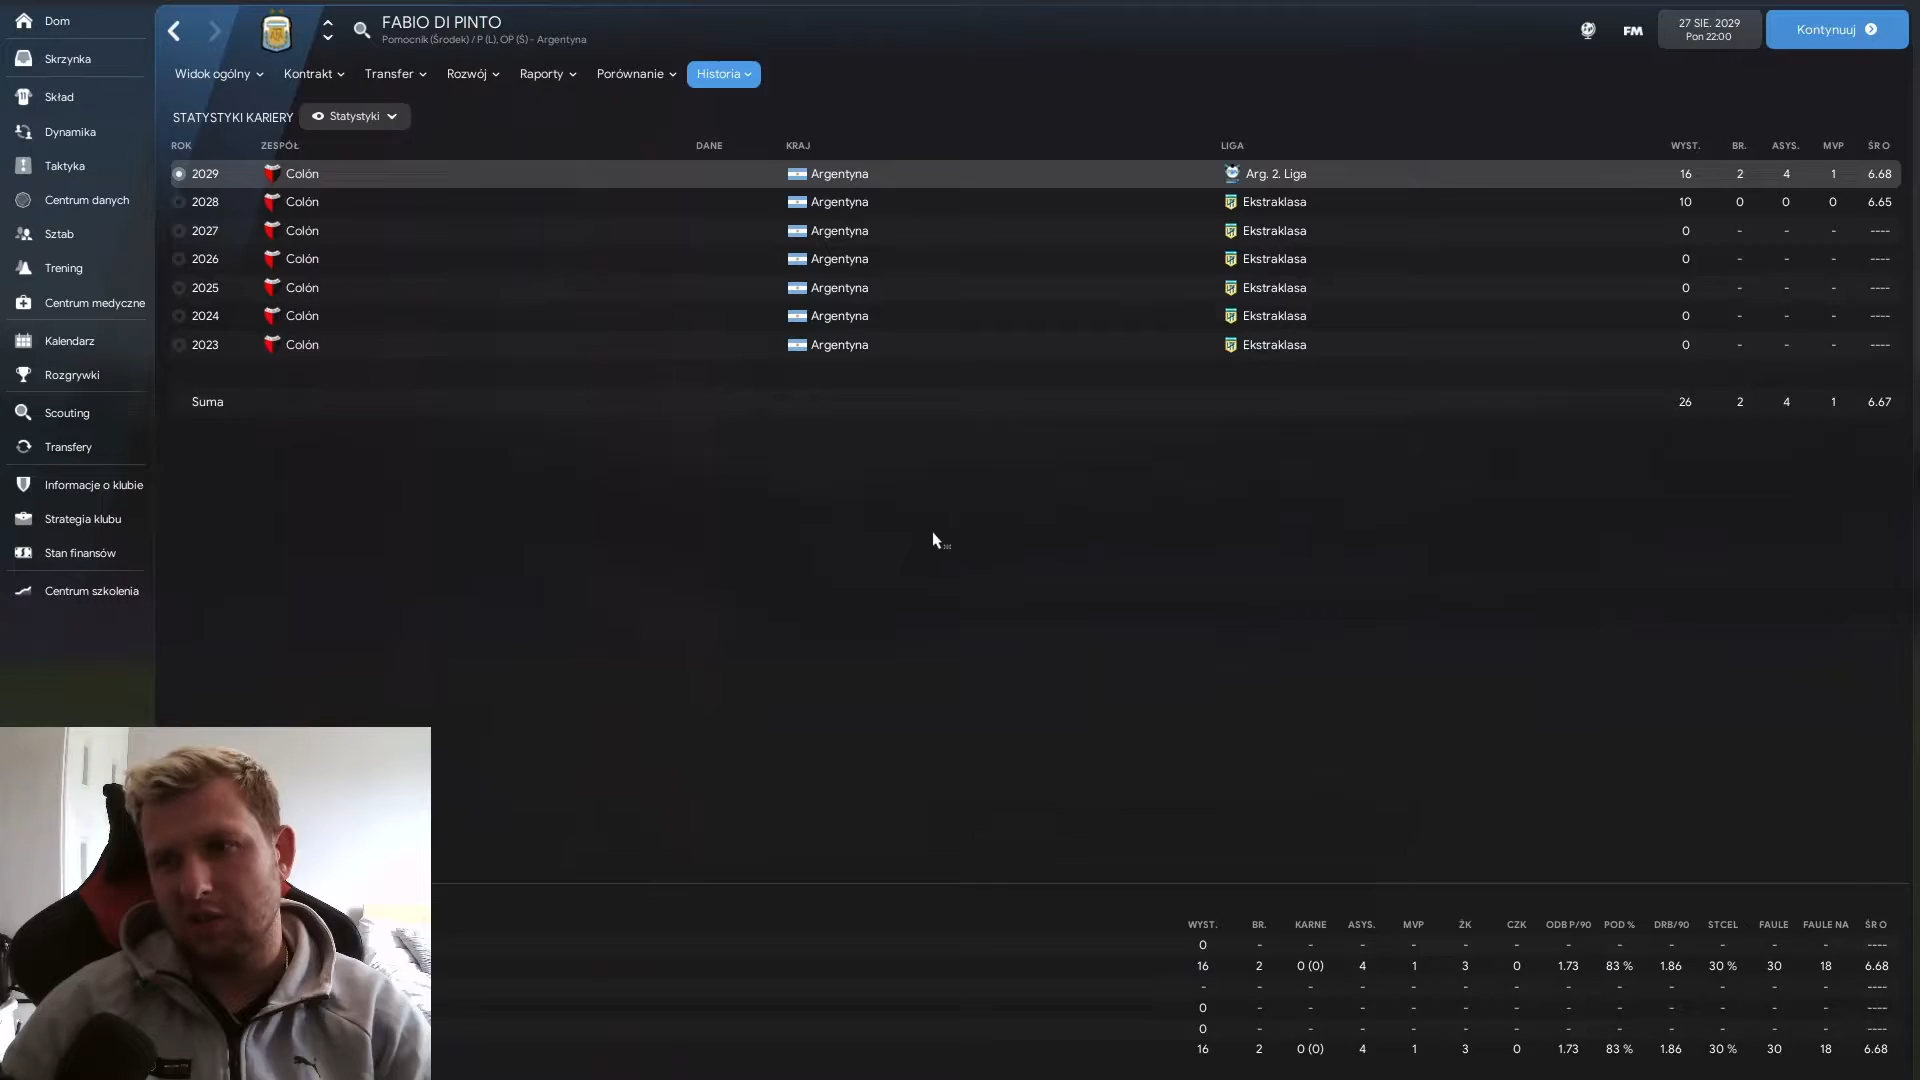 Dom
Skrzynka
Skład
Dynamika
Taktyka
Centrum danych
Sztab
Trening
Centrum medyczne
Kalendarz
Rozgrywki
Scouting
Transfery
Informacje o klubie
Strategia klubu
Stan finansów
Centrum szkolenia
FABIO DI PINTO
Pomocnik (Środek) / P (L), OP (Ś) - Argentyna
FM
27 SIE. 2029
Pon 22:00
Kontynuuj
Widok ogólny Kontrakt Transfer Rozwój Raporty Porównanie Historia
STATYSTYKI KARIERY Statystyki
ROK ZESPÓŁ DANE KRAJ LIGA WYST. BR. ASYS. MVP ŚR O
2029 Colón Argentyna Arg. 2. Liga 16 2 4 1 6.68
2028 Colón Argentyna Ekstraklasa 10 0 0 0 6.65
2027 Colón Argentyna Ekstraklasa 0 - - - ----
2026 Colón Argentyna Ekstraklasa 0 - - - ----
2025 Colón Argentyna Ekstraklasa 0 - - - ----
2024 Colón Argentyna Ekstraklasa 0 - - - ----
2023 Colón Argentyna Ekstraklasa 0 - - - ----
Suma 26 2 4 1 6.67
WYST. BR. KARNE ASYS. MVP ŻK CZK ODB P/90 POD % DRB/90 STCEL FAULE FAULE NA ŚR O
0 - - - - - - - - - - - - ----
16 2 0 (0) 4 1 3 0 1.73 83 % 1.86 30 % 30 18 6.68
- - - - - - - - - - - - - ----
0 - - - - - - - - - - - - ----
0 - - - - - - - - - - - - ----
16 2 0 (0) 4 1 3 0 1.73 83 % 1.86 30 % 30 18 6.68